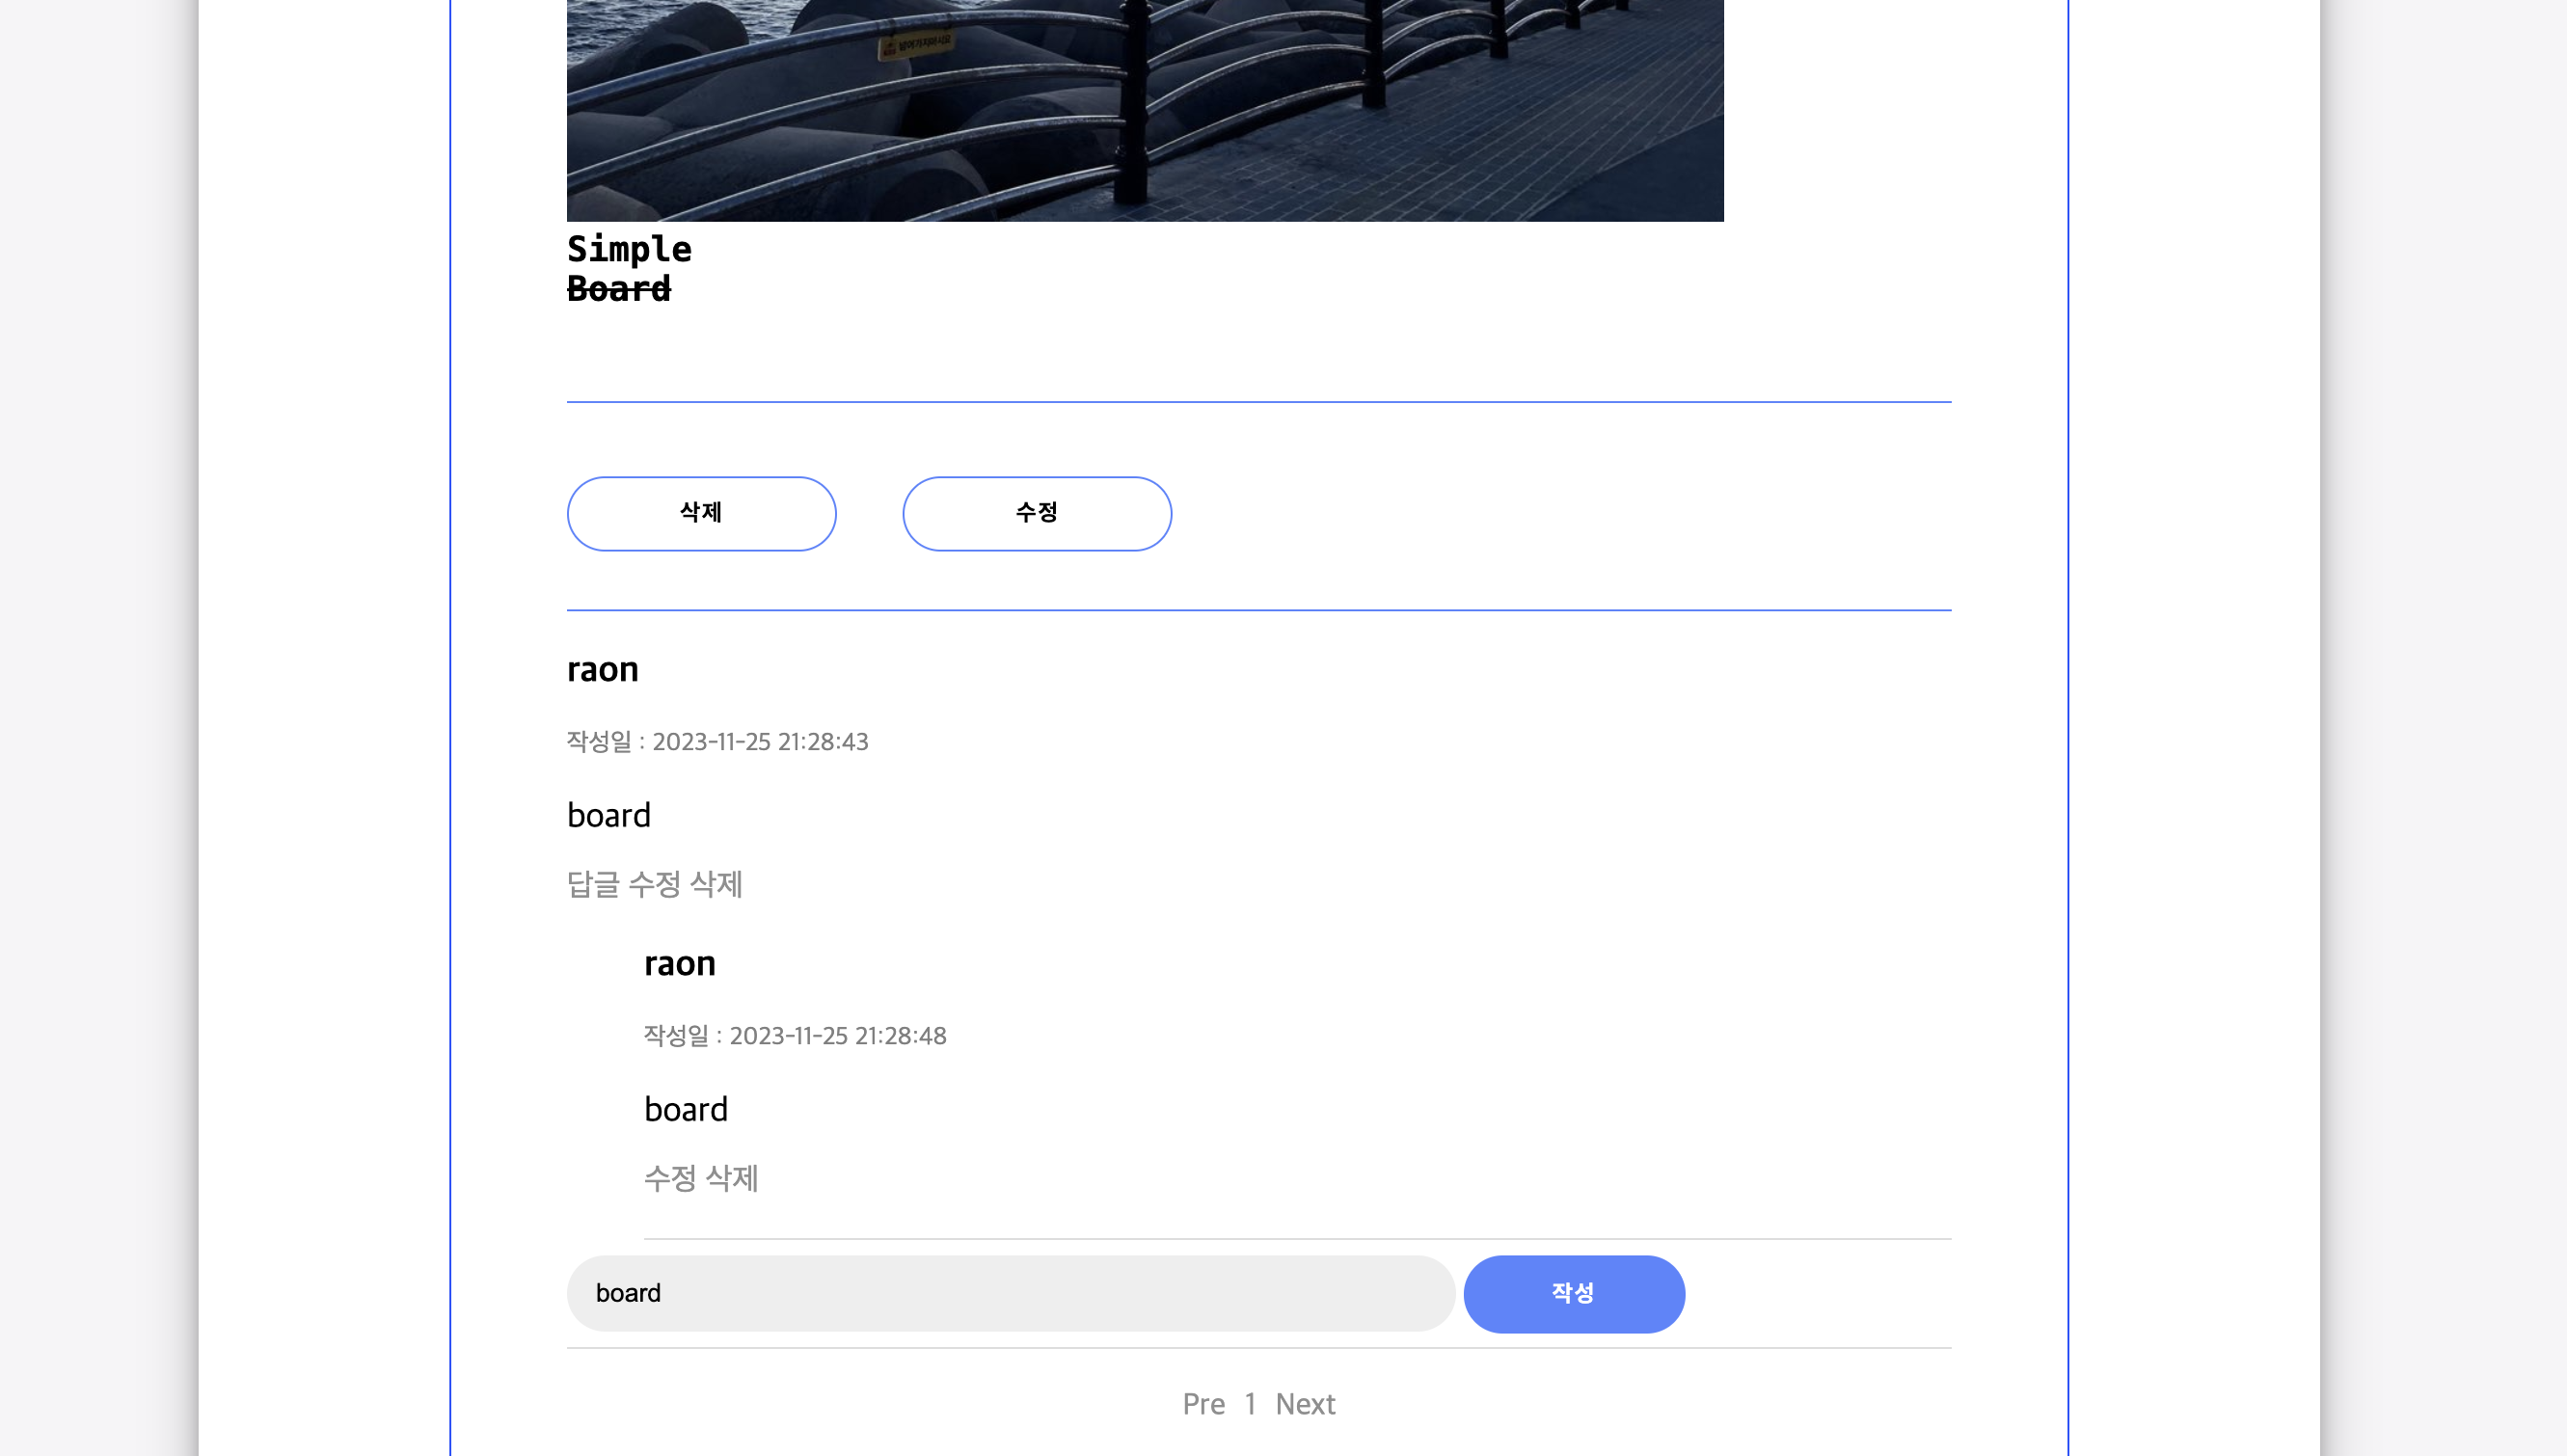 Simple
Board
삭제 수정
raon
작성일 : 2023-11-25 21:28:43
board
답글 수정 삭제
raon
작성일 : 2023-11-25 21:28:48
board
수정 삭제
board 작성
Pre 1 Next